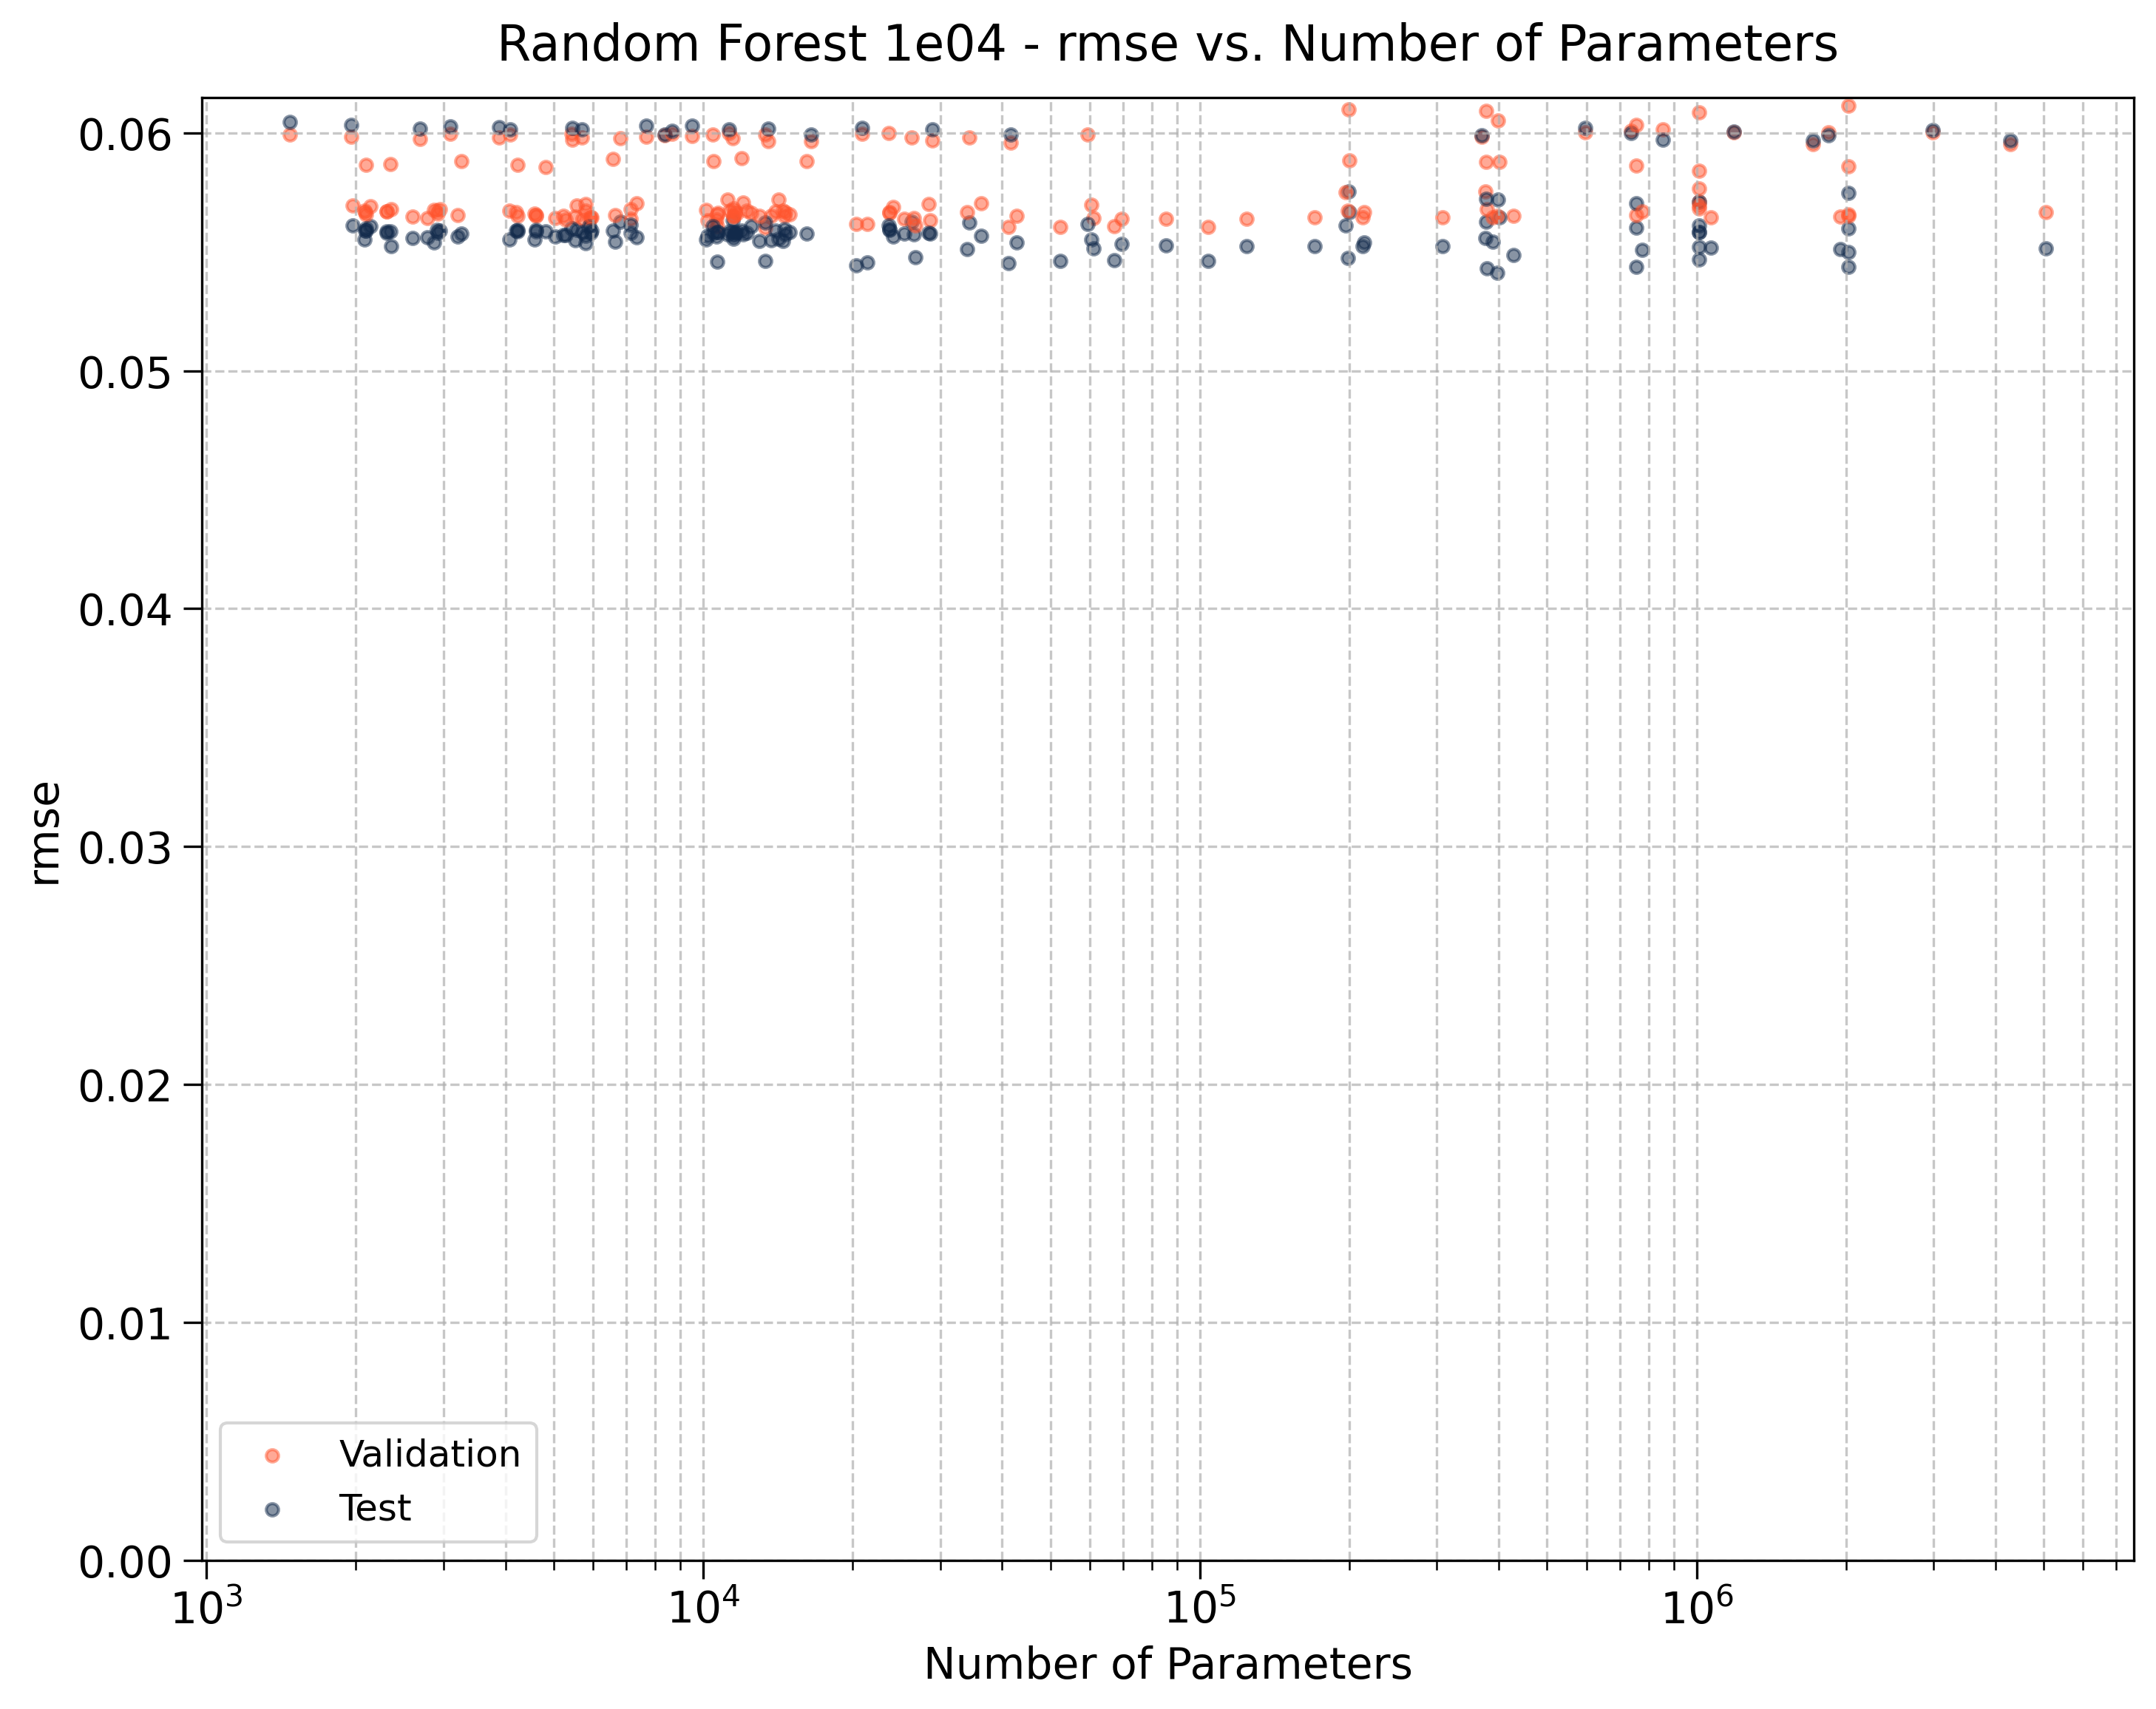 Random Forest 1e04 - rmse vs. Number of Parameters
0.06
0.05
0.04
0.03
0.02
0.01
0.00
rmse
Validation
Test
10³ 10⁴ 10⁵ 10⁶
Number of Parameters